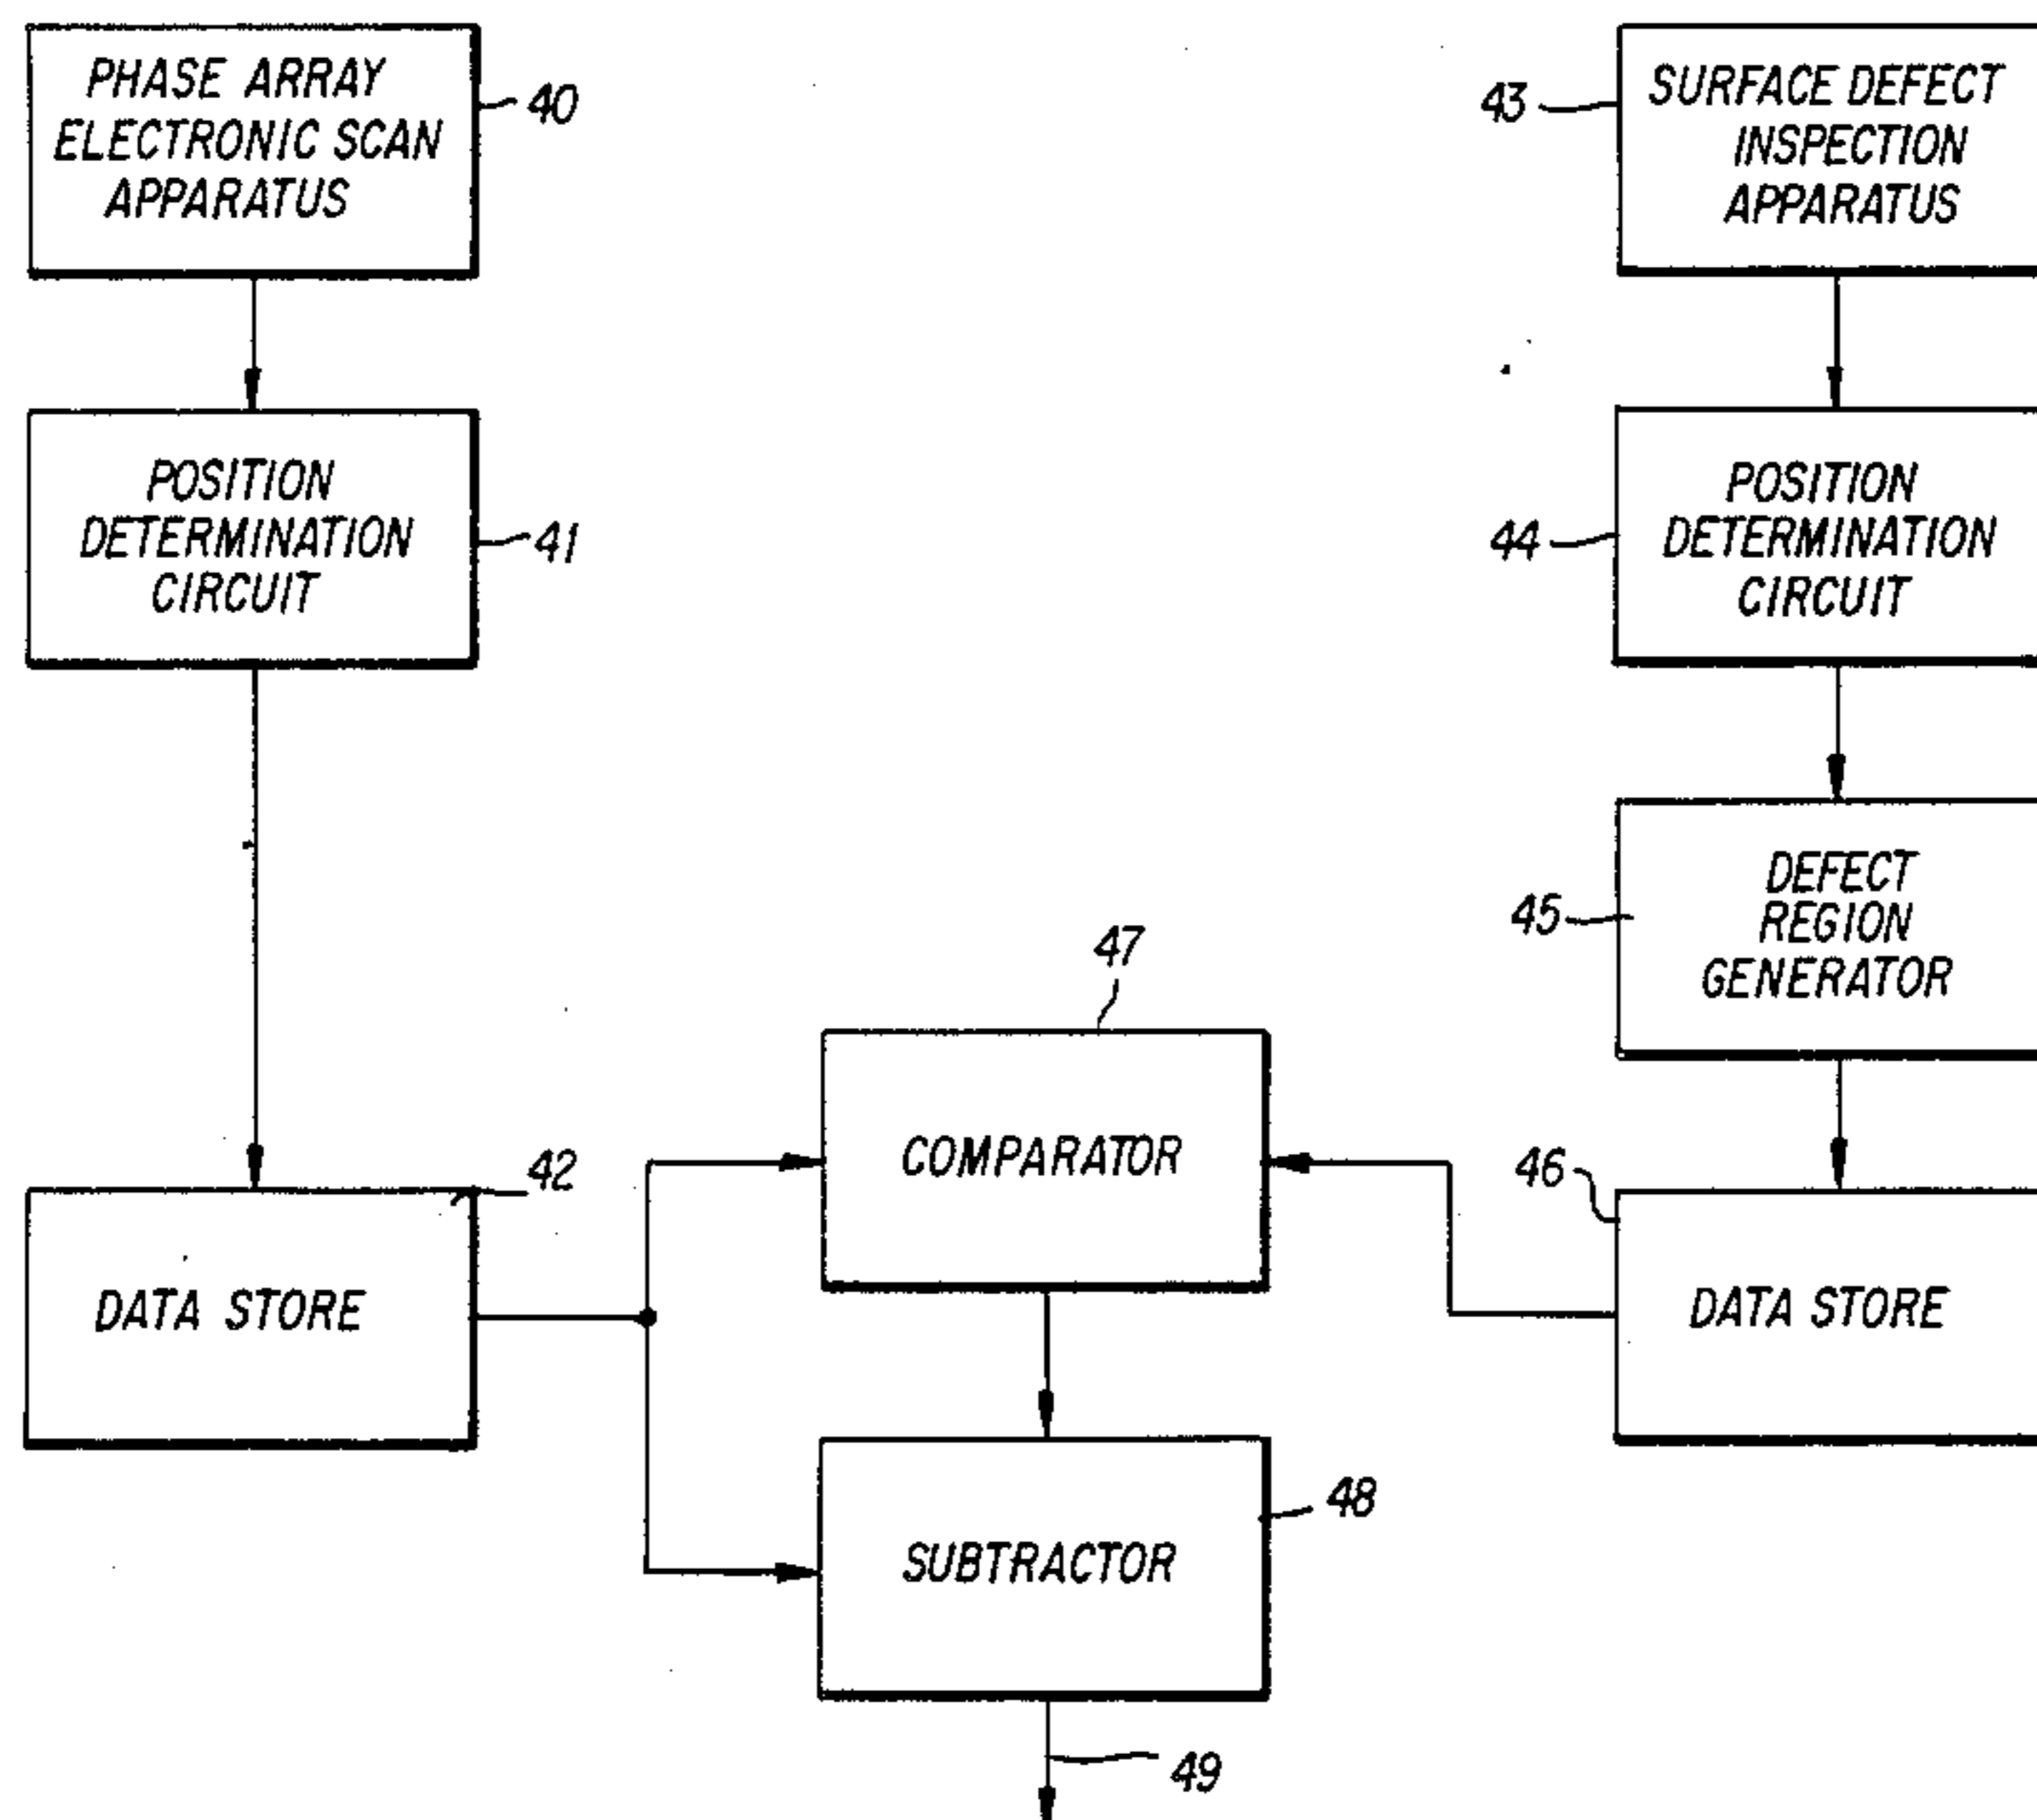 PHASE ARRAY
ELECTRONIC SCAN
APPARATUS
40
43
SURFACE DEFECT
INSPECTION
APPARATUS
POSITION
DETERMINATION
CIRCUIT
41
44
POSITION
DETERMINATION
CIRCUIT
45
DEFECT
REGION
GENERATOR
47
COMPARATOR
42
DATA STORE
46
DATA STORE
48
SUBTRACTOR
49